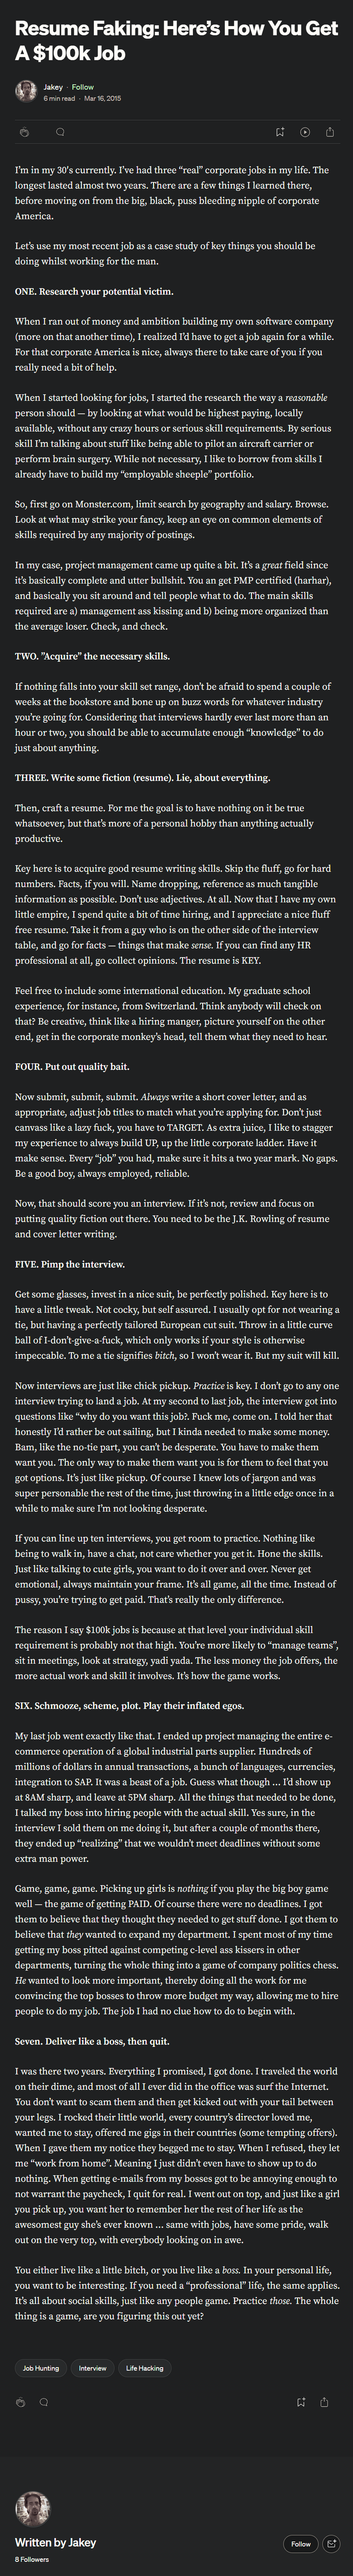 Resume Faking: Here's How You Get
A $100k Job
Jakey · Follow
6 min read · Mar 16, 2015
I'm in my 30's currently. I've had three “real” corporate jobs in my life. The
longest lasted almost two years. There are a few things I learned there,
before moving on from the big, black, puss bleeding nipple of corporate
America.
Let's use my most recent job as a case study of key things you should be
doing whilst working for the man.
ONE. Research your potential victim.
When I ran out of money and ambition building my own software company
(more on that another time), I realized I'd have to get a job again for a while.
For that corporate America is nice, always there to take care of you if you
really need a bit of help.
When I started looking for jobs, I started the research the way a reasonable
person should — by looking at what would be highest paying, locally
available, without any crazy hours or serious skill requirements. By serious
skill I'm talking about stuff like being able to pilot an aircraft carrier or
perform brain surgery. While not necessary, I like to borrow from skills I
already have to build my “employable sheeple” portfolio.
So, first go on Monster.com, limit search by geography and salary. Browse.
Look at what may strike your fancy, keep an eye on common elements of
skills required by any majority of postings.
In my case, project management came up quite a bit. It's a great field since
it's basically complete and utter bullshit. You an get PMP certified (harhar),
and basically you sit around and tell people what to do. The main skills
required are a) management ass kissing and b) being more organized than
the average loser. Check, and check.
TWO. ”Acquire” the necessary skills.
If nothing falls into your skill set range, don't be afraid to spend a couple of
weeks at the bookstore and bone up on buzz words for whatever industry
you're going for. Considering that interviews hardly ever last more than an
hour or two, you should be able to accumulate enough “knowledge” to do
just about anything.
THREE. Write some fiction (resume). Lie, about everything.
Then, craft a resume. For me the goal is to have nothing on it be true
whatsoever, but that's more of a personal hobby than anything actually
productive.
Key here is to acquire good resume writing skills. Skip the fluff, go for hard
numbers. Facts, if you will. Name dropping, reference as much tangible
information as possible. Don't use adjectives. At all. Now that I have my own
little empire, I spend quite a bit of time hiring, and I appreciate a nice fluff
free resume. Take it from a guy who is on the other side of the interview
table, and go for facts — things that make sense. If you can find any HR
professional at all, go collect opinions. The resume is KEY.
Feel free to include some international education. My graduate school
experience, for instance, from Switzerland. Think anybody will check on
that? Be creative, think like a hiring manger, picture yourself on the other
end, get in the corporate monkey's head, tell them what they need to hear.
FOUR. Put out quality bait.
Now submit, submit, submit. Always write a short cover letter, and as
appropriate, adjust job titles to match what you're applying for. Don't just
canvass like a lazy fuck, you have to TARGET. As extra juice, I like to stagger
my experience to always build UP, up the little corporate ladder. Have it
make sense. Every “job” you had, make sure it hits a two year mark. No gaps.
Be a good boy, always employed, reliable.
Now, that should score you an interview. If it's not, review and focus on
putting quality fiction out there. You need to be the J.K. Rowling of resume
and cover letter writing.
FIVE. Pimp the interview.
Get some glasses, invest in a nice suit, be perfectly polished. Key here is to
have a little tweak. Not cocky, but self assured. I usually opt for not wearing a
tie, but having a perfectly tailored European cut suit. Throw in a little curve
ball of I-don't-give-a-fuck, which only works if your style is otherwise
impeccable. To me a tie signifies bitch, so I won't wear it. But my suit will kill.
Now interviews are just like chick pickup. Practice is key. I don't go to any one
interview trying to land a job. At my second to last job, the interview got into
questions like “why do you want this job?. Fuck me, come on. I told her that
honestly I'd rather be out sailing, but I kinda needed to make some money.
Bam, like the no-tie part, you can't be desperate. You have to make them
want you. The only way to make them want you is for them to feel that you
got options. It's just like pickup. Of course I knew lots of jargon and was
super personable the rest of the time, just throwing in a little edge once in a
while to make sure I'm not looking desperate.
If you can line up ten interviews, you get room to practice. Nothing like
being to walk in, have a chat, not care whether you get it. Hone the skills.
Just like talking to cute girls, you want to do it over and over. Never get
emotional, always maintain your frame. It's all game, all the time. Instead of
pussy, you're trying to get paid. That's really the only difference.
The reason I say $100k jobs is because at that level your individual skill
requirement is probably not that high. You're more likely to “manage teams”,
sit in meetings, look at strategy, yadi yada. The less money the job offers, the
more actual work and skill it involves. It's how the game works.
SIX. Schmooze, scheme, plot. Play their inflated egos.
My last job went exactly like that. I ended up project managing the entire e-
commerce operation of a global industrial parts supplier. Hundreds of
millions of dollars in annual transactions, a bunch of languages, currencies,
integration to SAP. It was a beast of a job. Guess what though … I'd show up
at 8AM sharp, and leave at 5PM sharp. All the things that needed to be done,
I talked my boss into hiring people with the actual skill. Yes sure, in the
interview I sold them on me doing it, but after a couple of months there,
they ended up “realizing” that we wouldn't meet deadlines without some
extra man power.
Game, game, game. Picking up girls is nothing if you play the big boy game
well — the game of getting PAID. Of course there were no deadlines. I got
them to believe that they thought they needed to get stuff done. I got them to
believe that they wanted to expand my department. I spent most of my time
getting my boss pitted against competing c-level ass kissers in other
departments, turning the whole thing into a game of company politics chess.
He wanted to look more important, thereby doing all the work for me
convincing the top bosses to throw more budget my way, allowing me to hire
people to do my job. The job I had no clue how to do to begin with.
Seven. Deliver like a boss, then quit.
I was there two years. Everything I promised, I got done. I traveled the world
on their dime, and most of all I ever did in the office was surf the Internet.
You don't want to scam them and then get kicked out with your tail between
your legs. I rocked their little world, every country's director loved me,
wanted me to stay, offered me gigs in their countries (some tempting offers).
When I gave them my notice they begged me to stay. When I refused, they let
me “work from home”. Meaning I just didn't even have to show up to do
nothing. When getting e-mails from my bosses got to be annoying enough to
not warrant the paycheck, I quit for real. I went out on top, and just like a girl
you pick up, you want her to remember her the rest of her life as the
awesomest guy she's ever known … same with jobs, have some pride, walk
out on the very top, with everybody looking on in awe.
You either live like a little bitch, or you live like a boss. In your personal life,
you want to be interesting. If you need a “professional” life, the same applies.
It's all about social skills, just like any people game. Practice those. The whole
thing is a game, are you figuring this out yet?
Job Hunting Interview Life Hacking
Written by Jakey
Follow
8 Followers